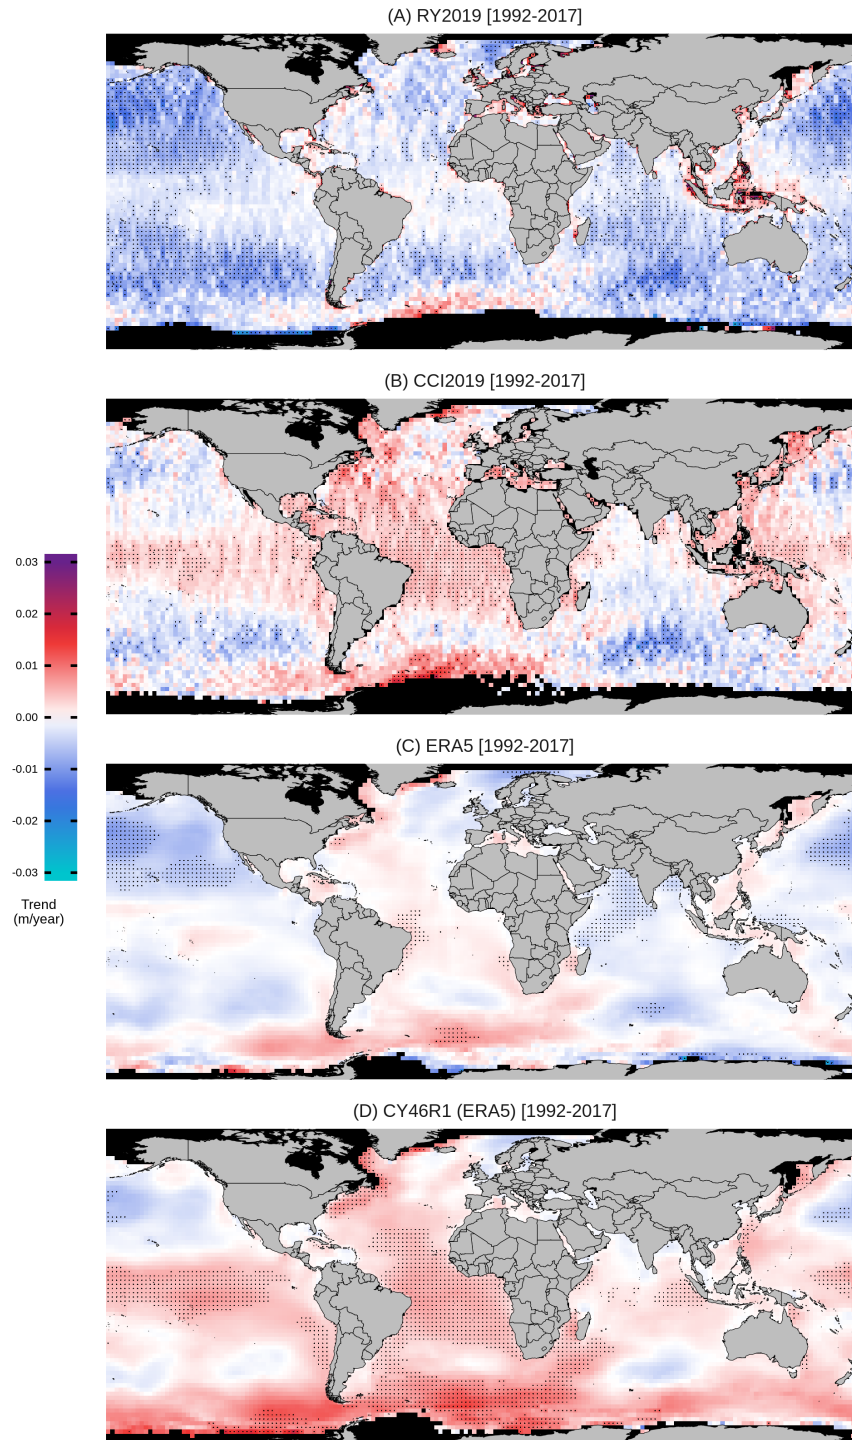 (A) RY2019 [1992-2017]
(B) CCI2019 [1992-2017]
(C) ERA5 [1992-2017]
0.03
0.02
0.01
0.00
-0.01
-0.02
-0.03
Trend
(m/year)
(D) CY46R1 (ERA5) [1992-2017]